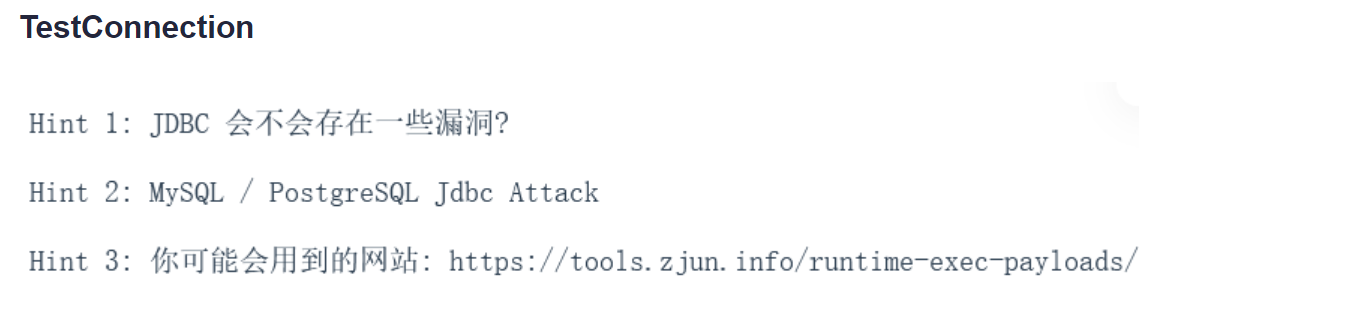 TestConnection
Hint 1: JDBC 会不会存在一些漏洞?
Hint 2: MySQL / PostgreSQL Jdbc Attack
Hint 3: 你可能会用到的网站: https://tools.zjun.info/runtime-exec-payloads/